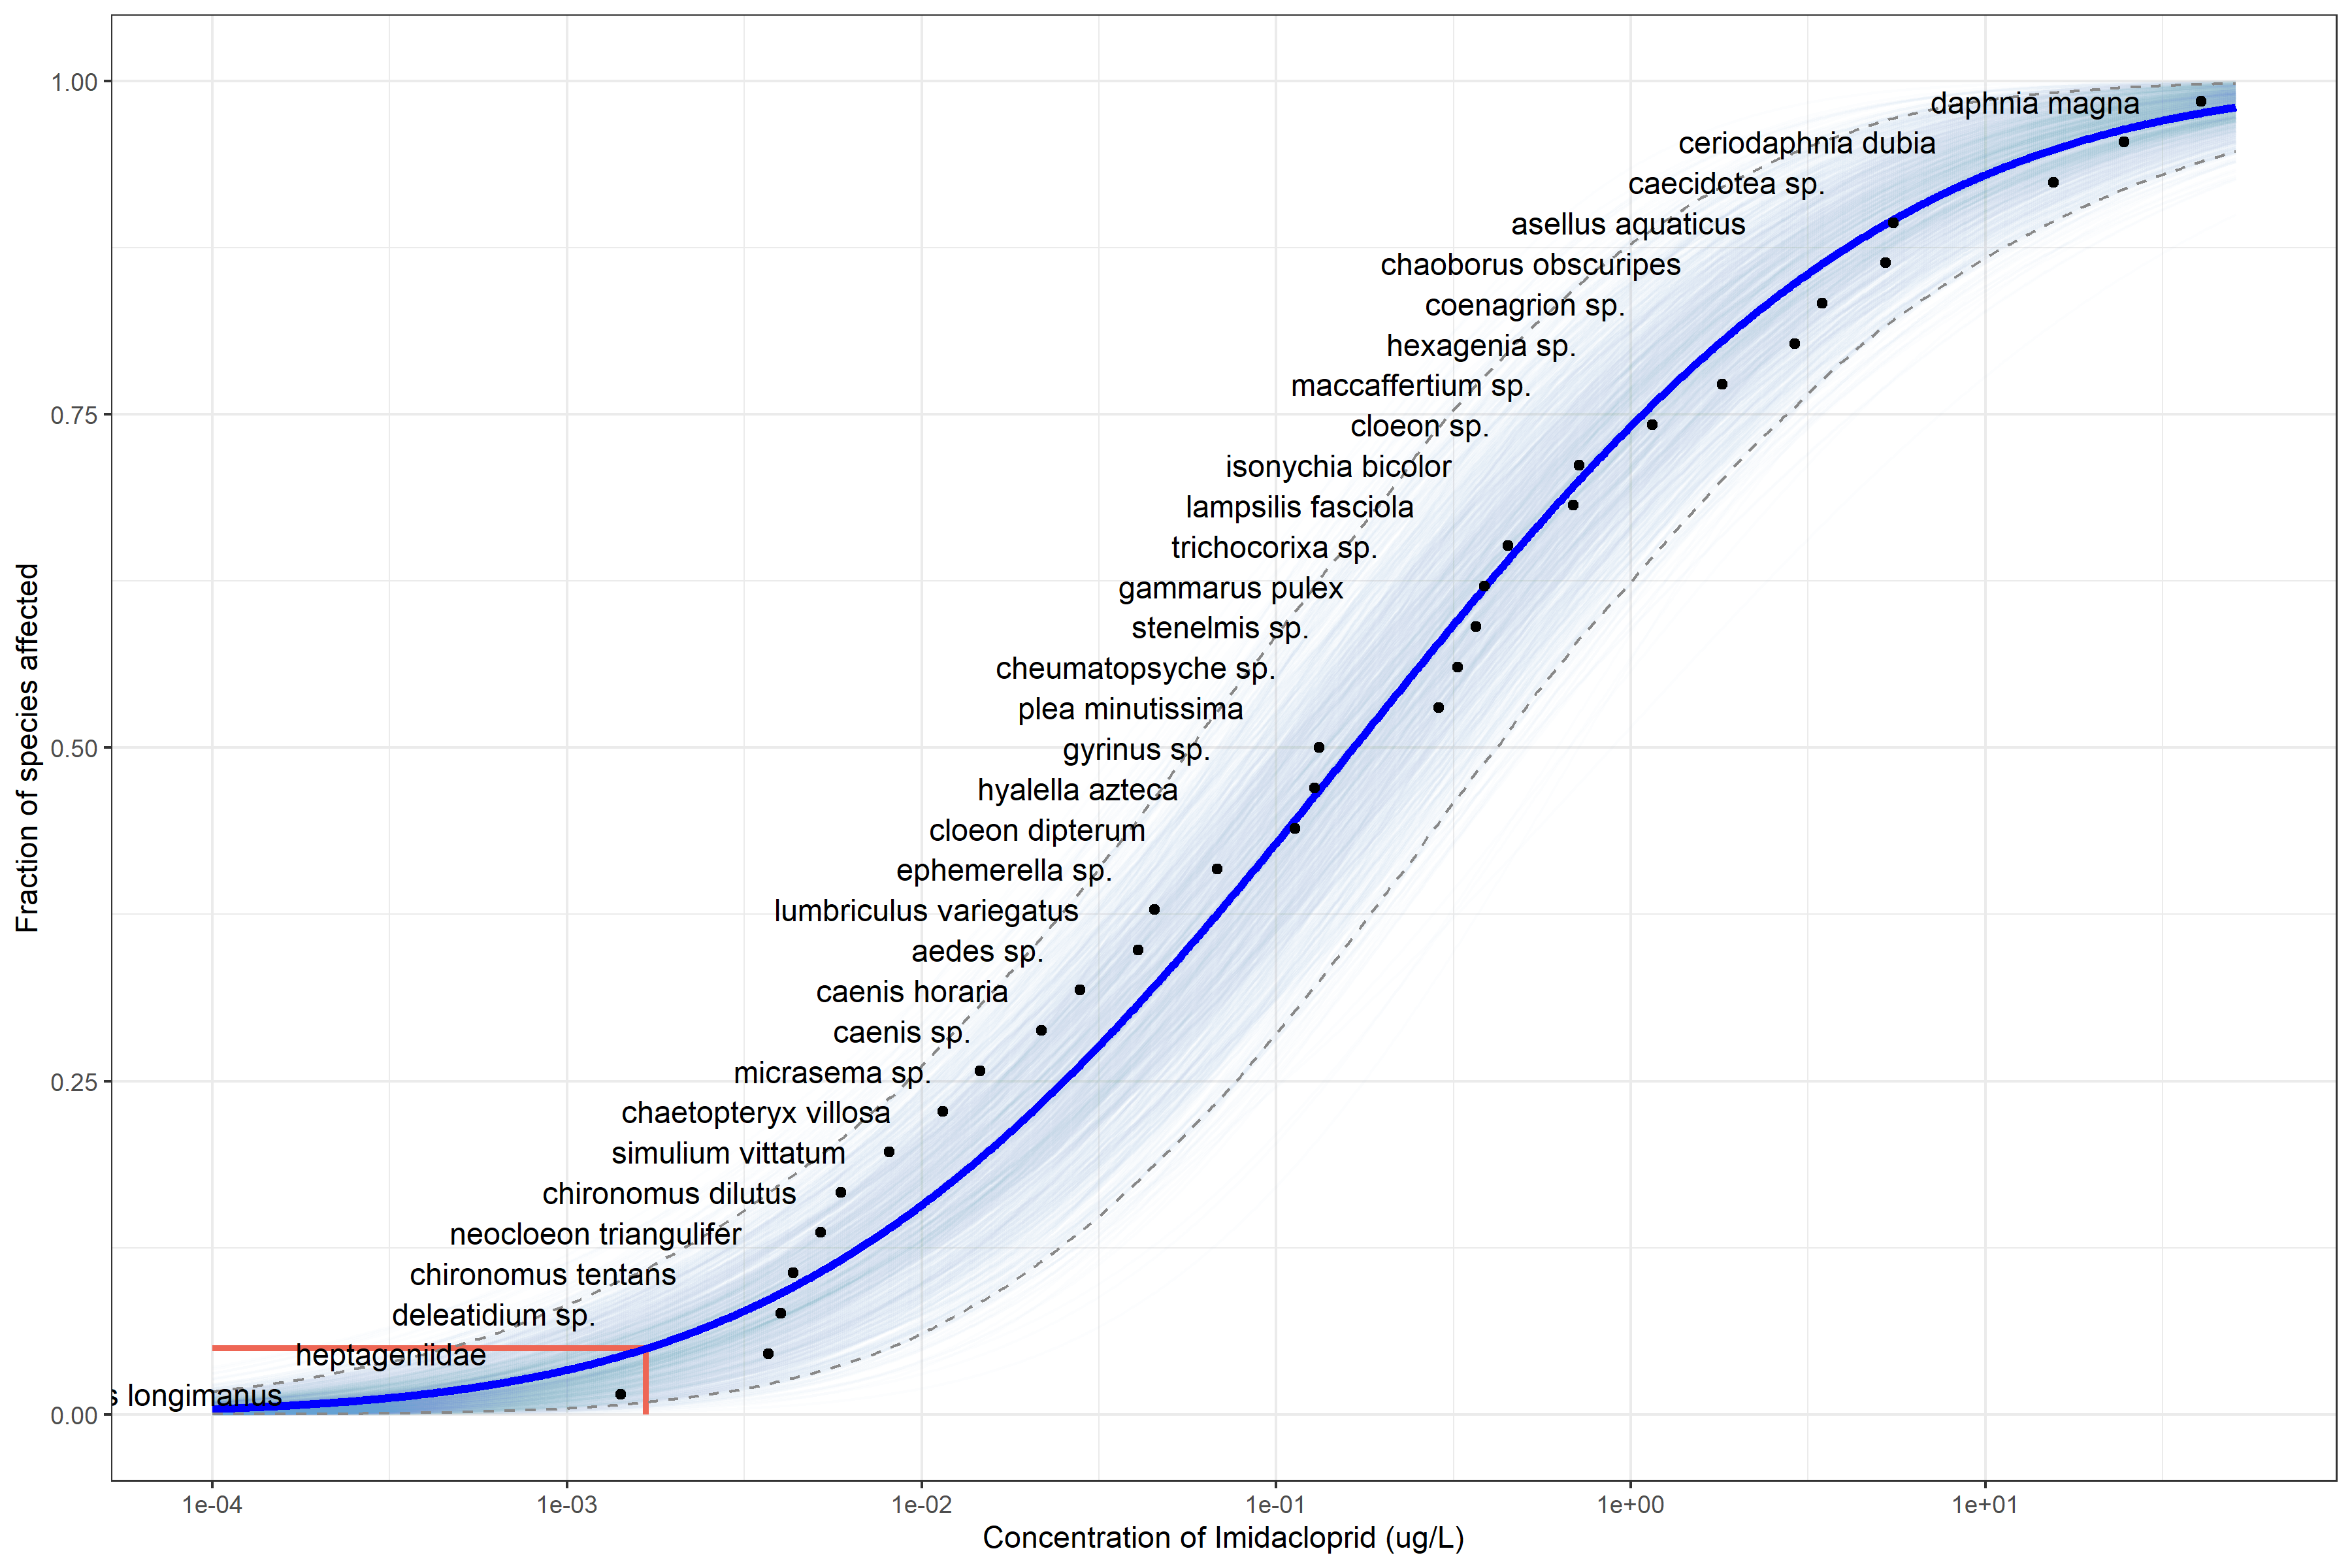 1.00
daphnia magna
ceriodaphnia dubia
caecidotea sp.
asellus aquaticus
chaoborus obscuripes
coenagrion sp.
hexagenia sp.
maccaffertium sp.
0.75
cloeon sp.
isonychia bicolor
lampsilis fasciola
trichocorixa sp.
gammarus pulex
stenelmis sp.
cheumatopsyche sp.
plea minutissima
0.50
gyrinus sp.
hyalella azteca
cloeon dipterum
ephemerella sp.
lumbriculus variegatus
aedes sp.
caenis horaria
caenis sp.
0.25
micrasema sp.
chaetopteryx villosa
simulium vittatum
chironomus dilutus
neocloeon triangulifer
chironomus tentans
deleatidium sp.
heptageniidae
s longimanus
0.00
Fraction of species affected
1e-04 1e-03 1e-02 1e-01 1e+00 1e+01
Concentration of Imidacloprid (ug/L)